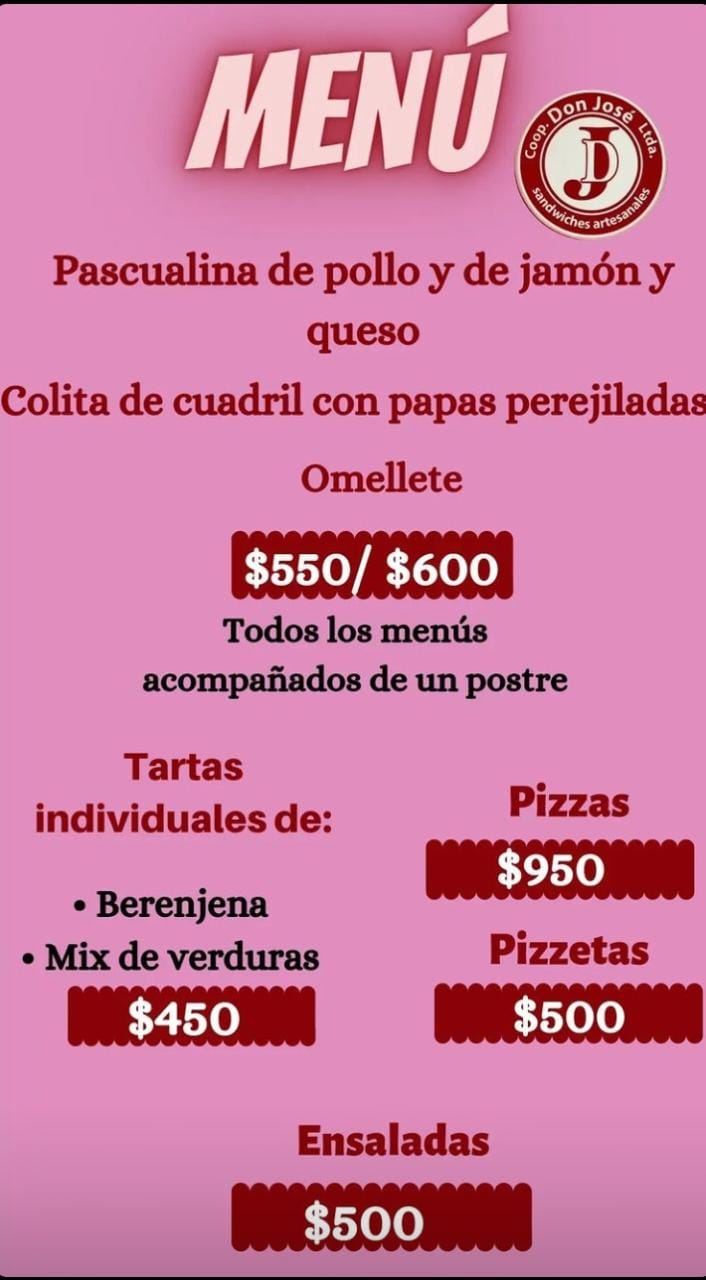 MENÚ
Coop. Don José Ltda.
JD
sandwiches artesanales
Pascualina de pollo y de jamón y
queso
Colita de cuadril con papas perejiladas
Omellete
$550/ $600
Todos los menús
acompañados de un postre
Tartas
individuales de:
• Berenjena
• Mix de verduras
$450
Pizzas
$950
Pizzetas
$500
Ensaladas
$500